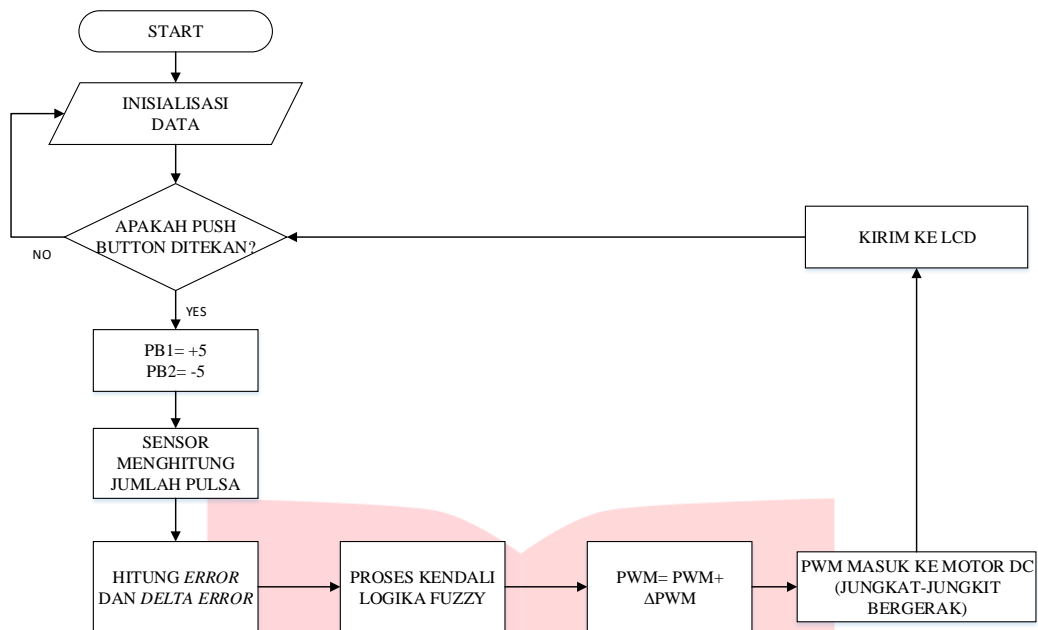 START
INISIALISASI
DATA
APAKAH PUSH
BUTTON DITEKAN?
NO
YES
PB1= +5
PB2= -5
SENSOR
MENGHITUNG
JUMLAH PULSA
HITUNG ERROR
DAN DELTA ERROR
PROSES KENDALI
LOGIKA FUZZY
PWM= PWM+
ΔPWM
PWM MASUK KE MOTOR DC
(JUNGKAT-JUNGKIT
BERGERAK)
KIRIM KE LCD